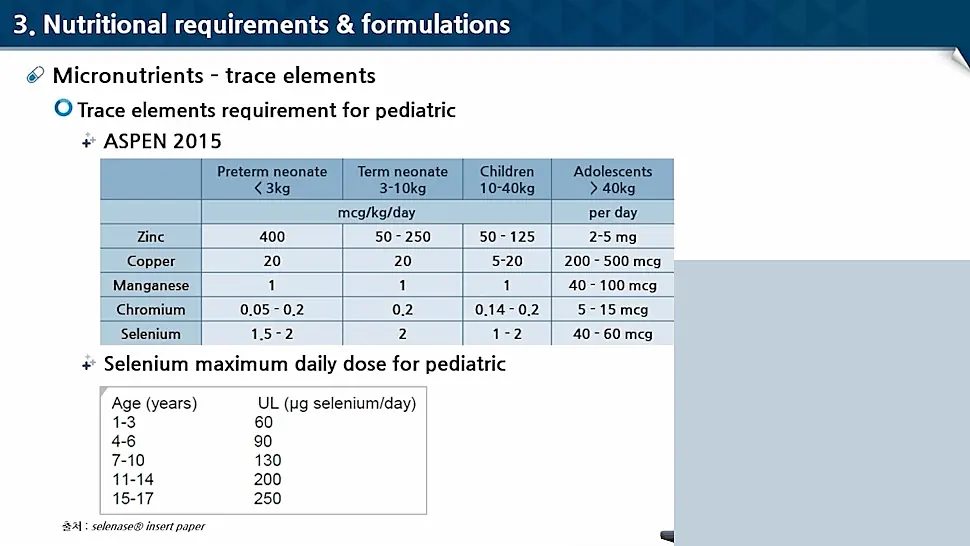 3. Nutritional requirements & formulations
Micronutrients - trace elements
Trace elements requirement for pediatric
ASPEN 2015
Preterm neonate < 3kg Term neonate 3-10kg Children 10-40kg Adolescents > 40kg
mcg/kg/day per day
Zinc 400 50 - 250 50 - 125 2-5 mg
Copper 20 20 5-20 200 - 500 mcg
Manganese 1 1 1 40 - 100 mcg
Chromium 0.05 - 0.2 0.2 0.14 - 0.2 5 - 15 mcg
Selenium 1.5 - 2 2 1 - 2 40 - 60 mcg
Selenium maximum daily dose for pediatric
Age (years) UL (µg selenium/day)
1-3 60
4-6 90
7-10 130
11-14 200
15-17 250
출처 : selenase® insert paper